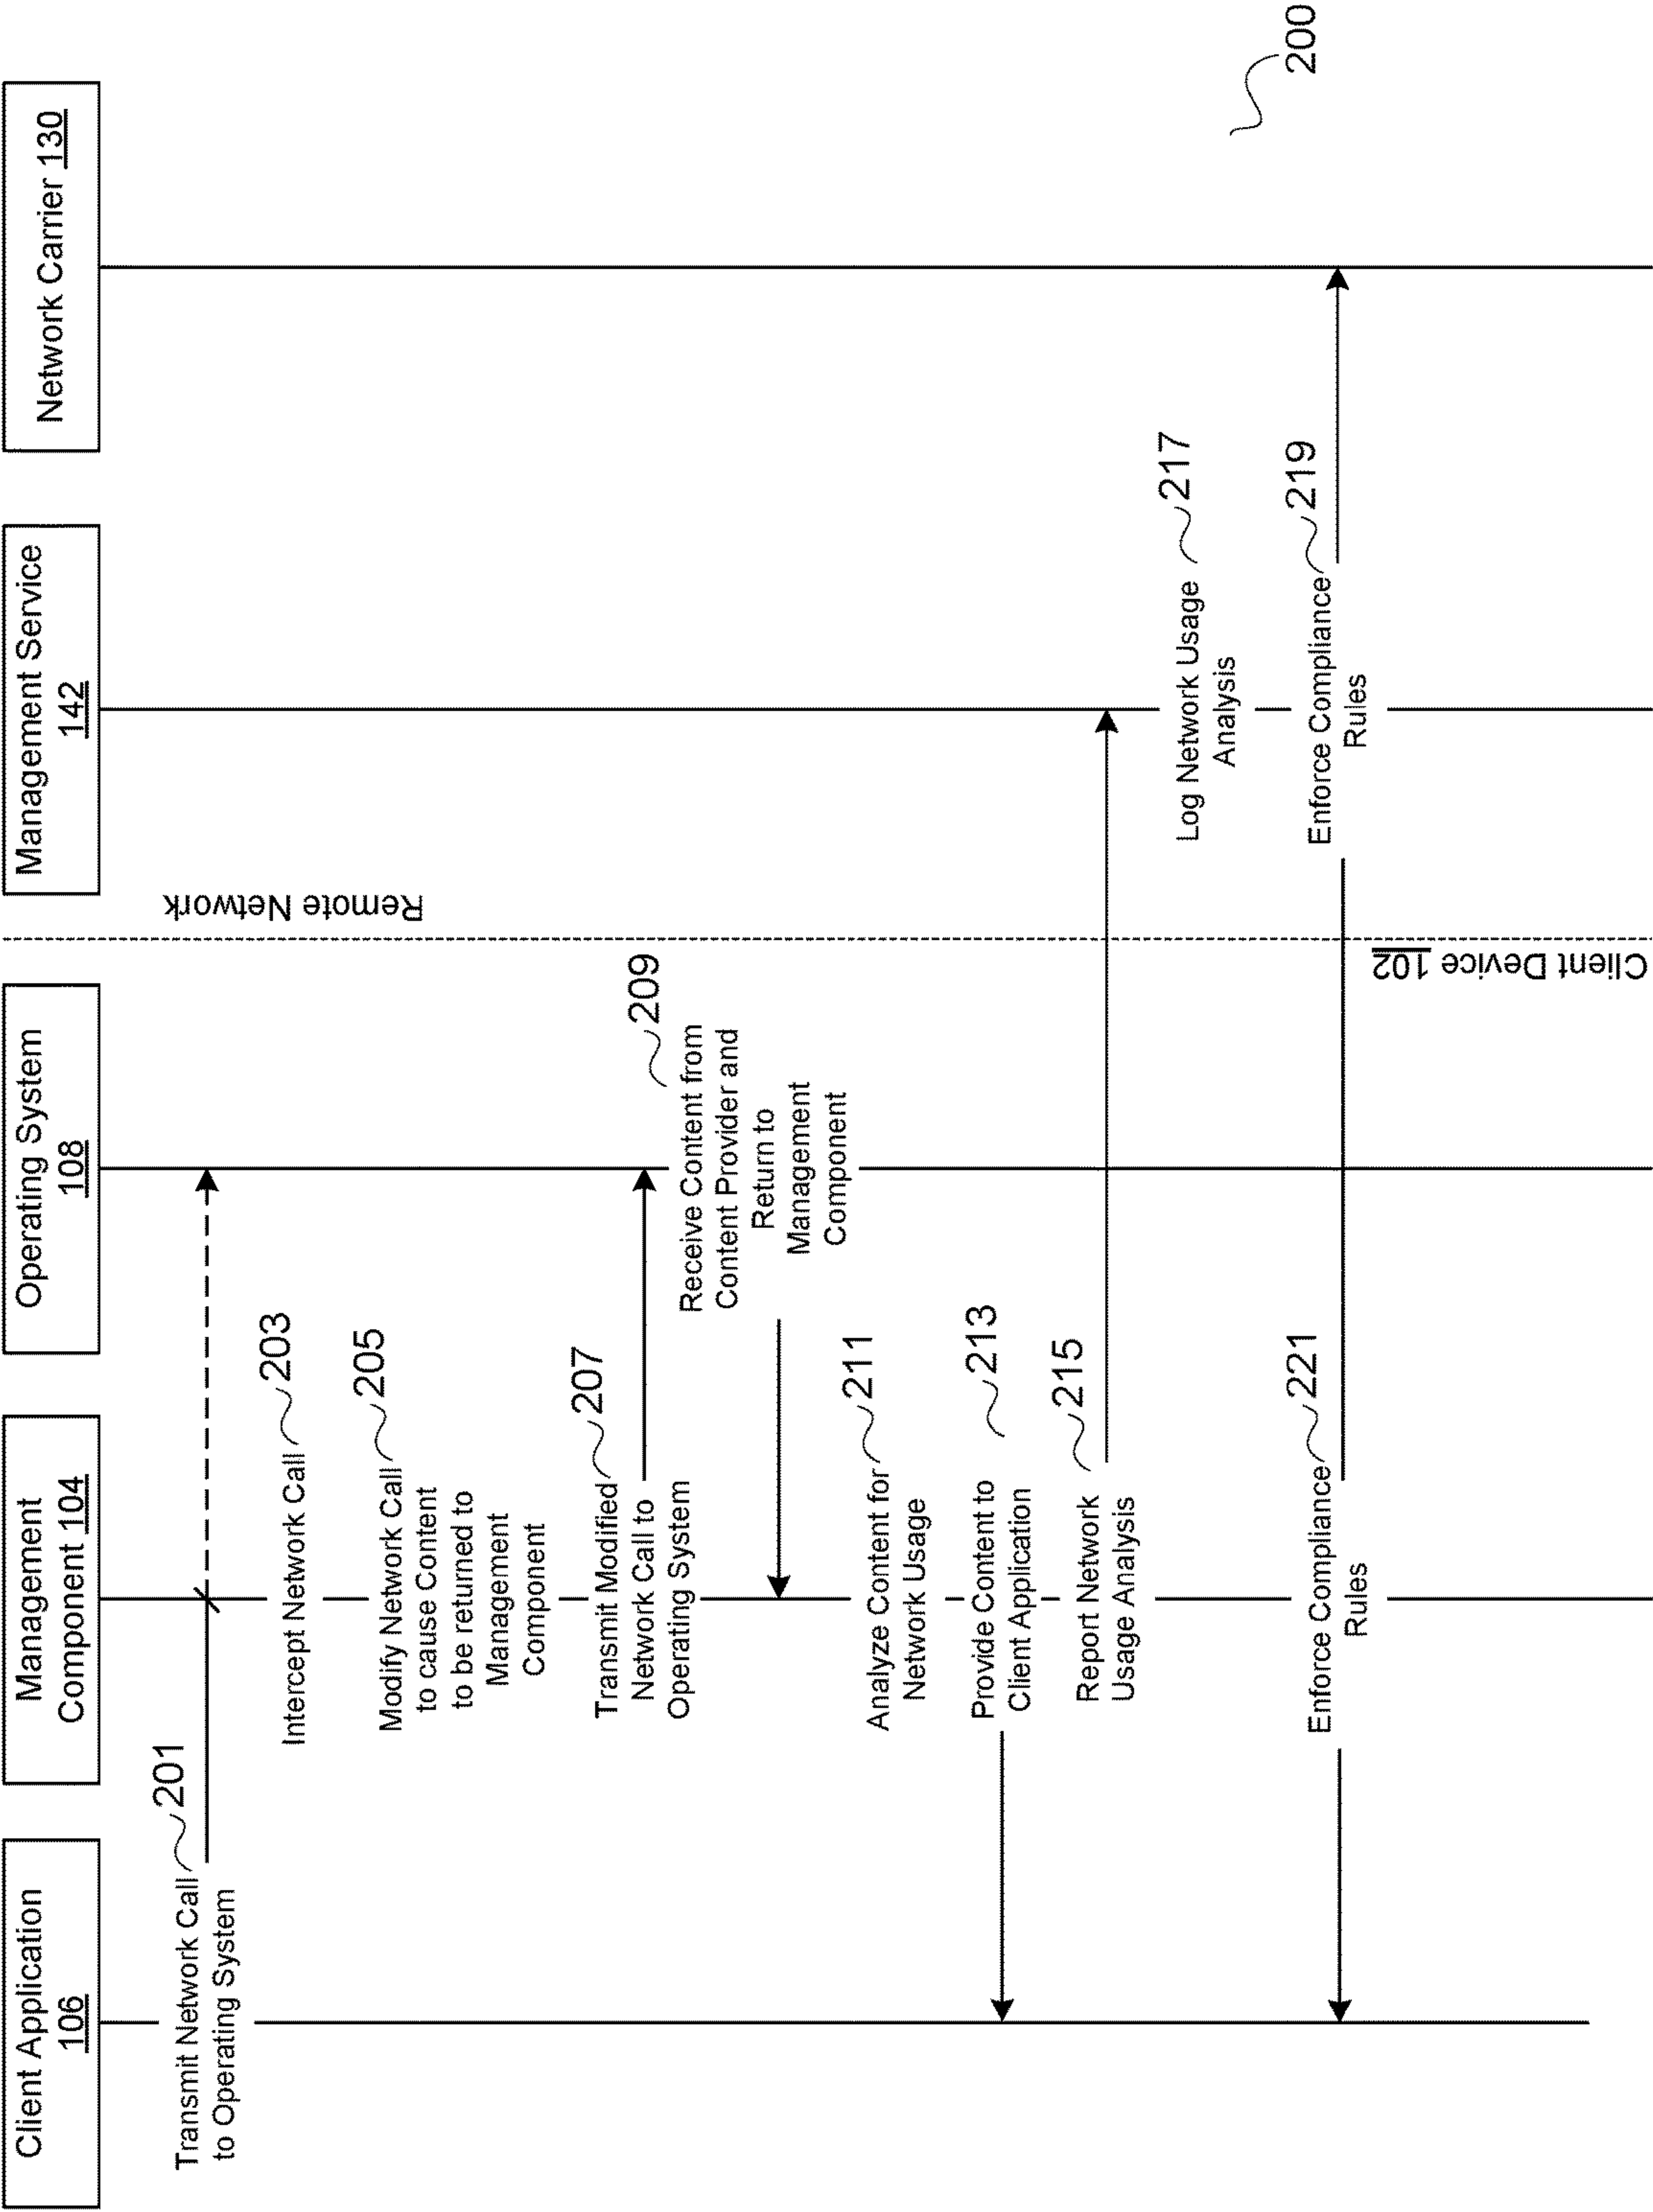 Client Application
106
Management
Component 104
Operating System
108
Management Service
142
Network Carrier 130
Remote Network
Client Device 102
201
Transmit Network Call
to Operating System
203
Intercept Network Call
205
Modify Network Call
to cause Content
to be returned to
Management
Component
207
Transmit Modified
Network Call to
Operating System
209
Receive Content from
Content Provider and
Return to
Management
Component
211
Analyze Content for
Network Usage
213
Provide Content to
Client Application
215
Report Network
Usage Analysis
217
Log Network Usage
Analysis
219
Enforce Compliance
Rules
221
Enforce Compliance
Rules
200